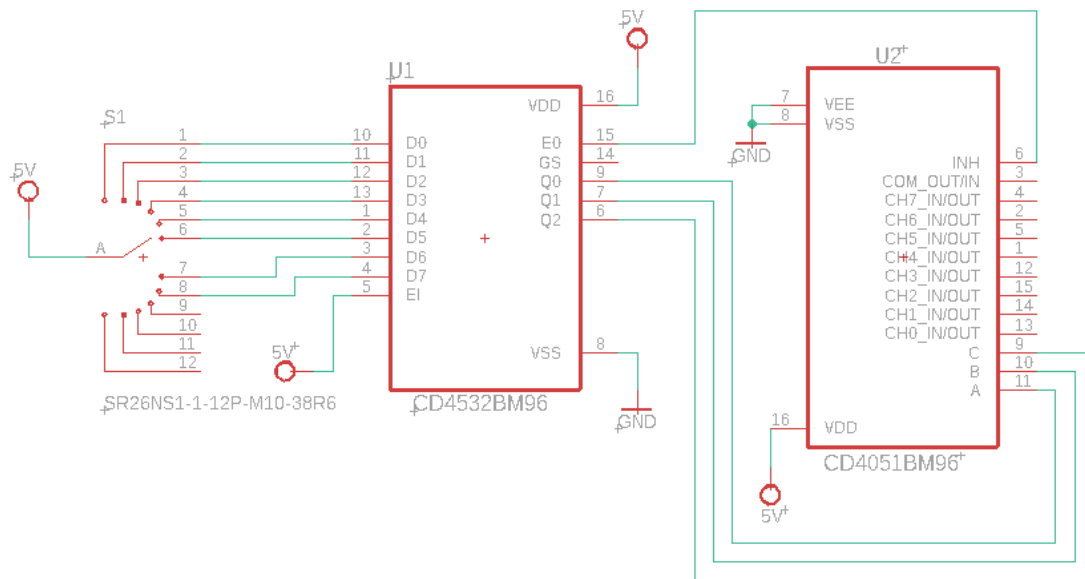 S1
5V
A
1
2
3
4
5
6
7
8
9
10
11
12
SR26NS1-1-12P-M10-38R6
5V
U1
10 D0
11 D1
12 D2
13 D3
1 D4
2 D5
3 D6
4 D7
5 EI
VDD 16
E0 15
GS 14
Q0 9
Q1 7
Q2 6
VSS 8
CD4532BM96
5V
GND
U2
7 VEE
8 VSS
GND
INH 6
COM_OUT/IN 3
CH7_IN/OUT 4
CH6_IN/OUT 2
CH5_IN/OUT 5
CH4_IN/OUT 1
CH3_IN/OUT 12
CH2_IN/OUT 15
CH1_IN/OUT 14
CH0_IN/OUT 13
C 9
B 10
A 11
16 VDD
CD4051BM96
5V